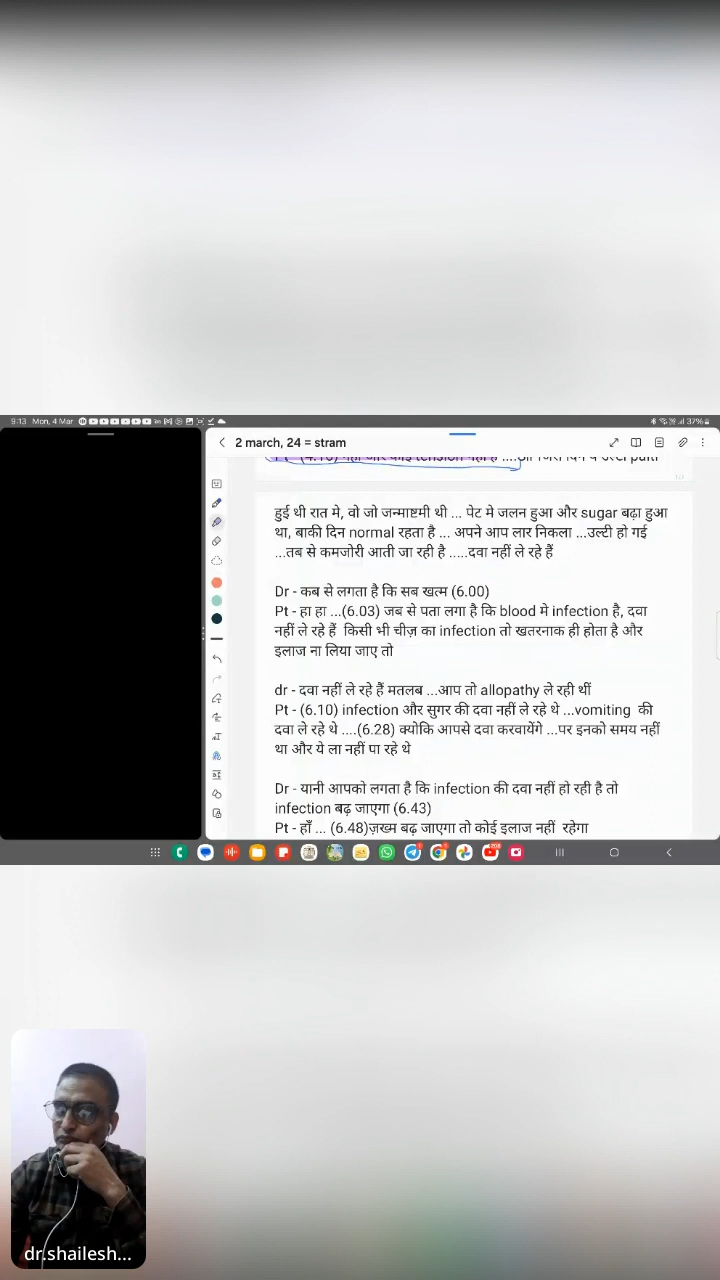 9:13 Mon, 4 Mar
37%
2 march, 24 = stram
हुई थी रात मे, वो जो जन्माष्टमी थी ... पेट मे जलन हुआ और sugar बढ़ा हुआ
था, बाकी दिन normal रहता है ... अपने आप लार निकला ...उल्टी हो गई
...तब से कमजोरी आती जा रही है .....दवा नहीं ले रहे हैं
Dr - कब से लगता है कि सब खत्म (6.00)
Pt - हा हा ...(6.03) जब से पता लगा है कि blood मे infection है, दवा
नहीं ले रहे हैं किसी भी चीज़ का infection तो खतरनाक ही होता है और
इलाज ना लिया जाए तो
dr - दवा नहीं ले रहे हैं मतलब ...आप तो allopathy ले रही थीं
Pt - (6.10) infection और सुगर की दवा नहीं ले रहे थे ...vomiting की
दवा ले रहे थे ....(6.28) क्योकि आपसे दवा करवायेंगे ...पर इनको समय नहीं
था और ये ला नहीं पा रहे थे
Dr - यानी आपको लगता है कि infection की दवा नहीं हो रही है तो
infection बढ़ जाएगा (6.43)
Pt - हाँ ... (6.48)ज़ख्म बढ़ जाएगा तो कोई इलाज नहीं रहेगा
dr.shailesh...